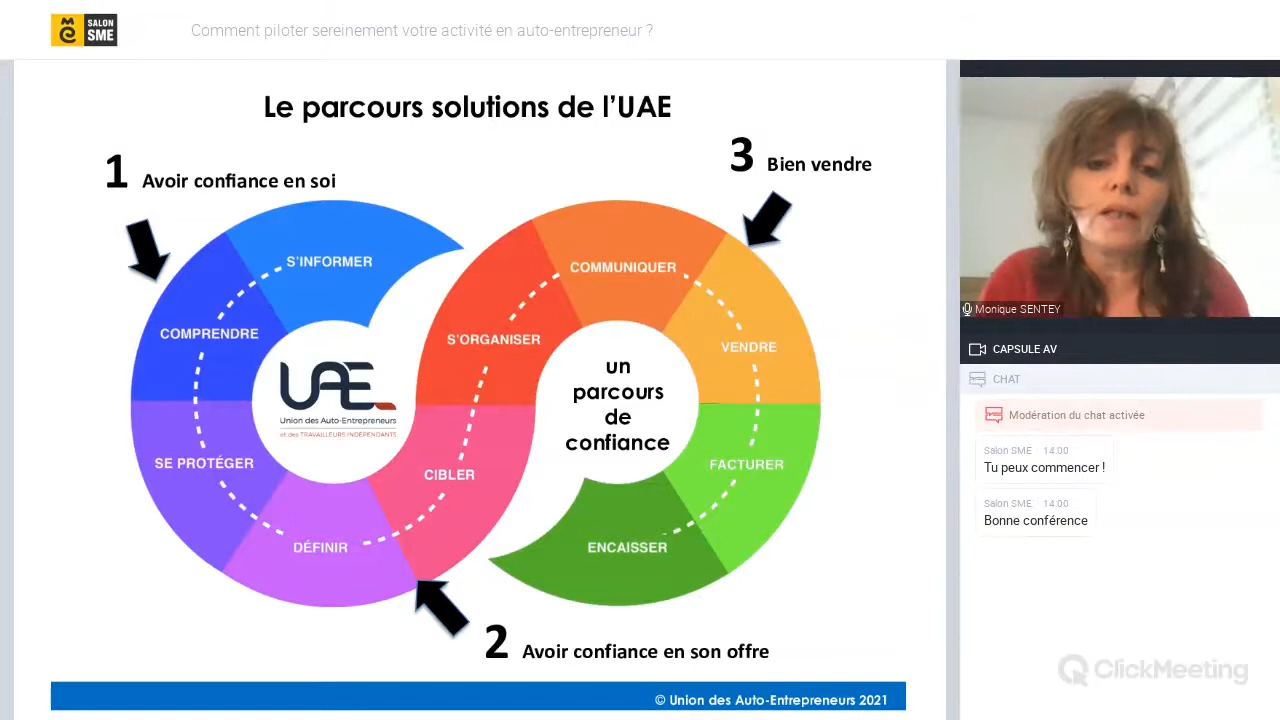 SALON
SME
Comment piloter sereinement votre activité en auto-entrepreneur ?
Le parcours solutions de l'UAE
1 Avoir confiance en soi
3 Bien vendre
S'INFORMER
COMPRENDRE
SE PROTÉGER
DÉFINIR
CIBLER
S'ORGANISER
COMMUNIQUER
VENDRE
FACTURER
ENCAISSER
UAE
Union des Auto-Entrepreneurs
et des TRAVAILLEURS INDÉPENDANTS
un
parcours
de
confiance
2 Avoir confiance en son offre
© Union des Auto-Entrepreneurs 2021
Monique SENTEY
CAPSULE AV
CHAT
Modération du chat activée
Salon SME 14:00
Tu peux commencer !
Salon SME 14:00
Bonne conférence
ClickMeeting